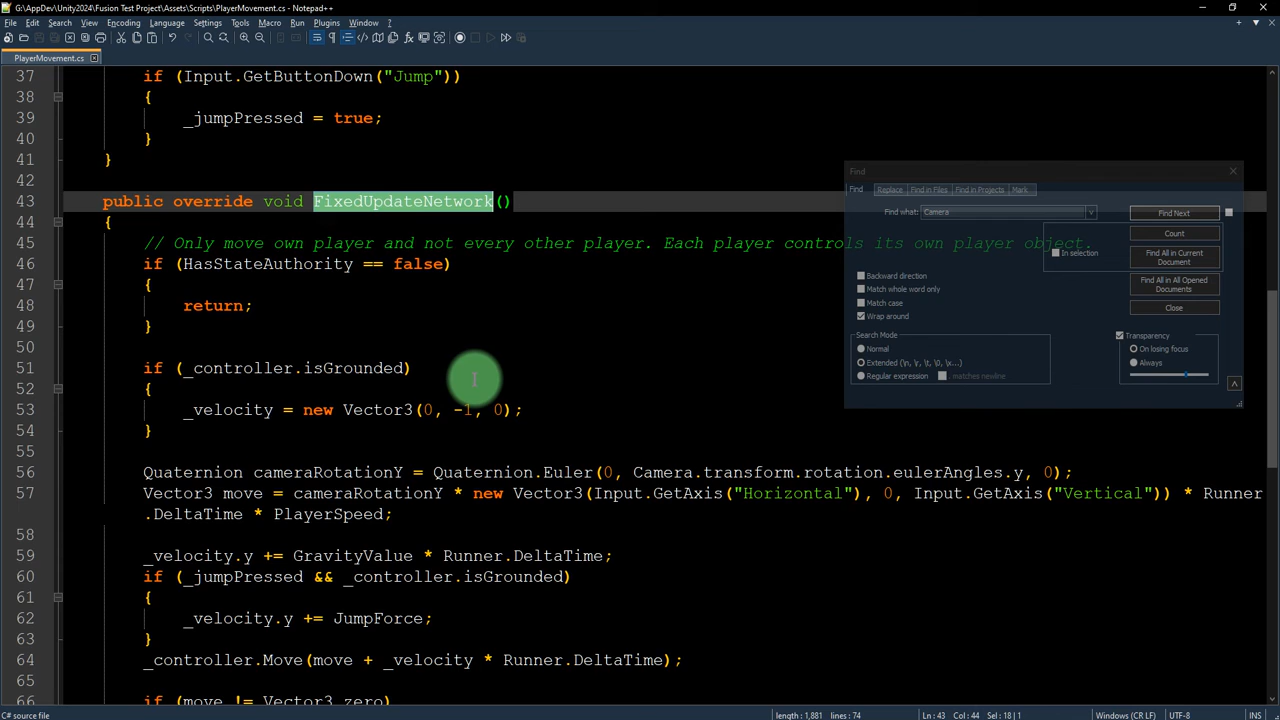 G:\AppDev\Unity2024\Fusion Test Project\Assets\Scripts\PlayerMovement.cs - Notepad++
File Edit Search View Encoding Language Settings Tools Macro Run Plugins Window ?
PlayerMovement.cs
37 if (Input.GetButtonDown("Jump"))
38 {
39 _jumpPressed = true;
40 }
41 }
42
43 public override void FixedUpdateNetwork()
44 {
45 // Only move own player and not every other player. Each player controls its own player object.
46 if (HasStateAuthority == false)
47 {
48 return;
49 }
50
51 if (_controller.isGrounded)
52 {
53 _velocity = new Vector3(0, -1, 0);
54 }
55
56 Quaternion cameraRotationY = Quaternion.Euler(0, Camera.transform.rotation.eulerAngles.y, 0);
57 Vector3 move = cameraRotationY * new Vector3(Input.GetAxis("Horizontal"), 0, Input.GetAxis("Vertical")) * Runner
.DeltaTime * PlayerSpeed;
58
59 _velocity.y += GravityValue * Runner.DeltaTime;
60 if (_jumpPressed && _controller.isGrounded)
61 {
62 _velocity.y += JumpForce;
63 }
64 _controller.Move(move + _velocity * Runner.DeltaTime);
65
66 if (move != Vector3.zero)
Find
Find Replace Find in Files Find in Projects Mark
Find what: Camera
Find Next
Count
In selection
Find All in Current
Document
Find All in All Opened
Documents
Close
Backward direction
Match whole word only
Match case
Wrap around
Search Mode
Normal
Extended (\n, \r, \t, \0, \x...)
Regular expression
. matches newline
Transparency
On losing focus
Always
C# source file
length : 1,881 lines : 74
Ln : 43 Col : 44 Sel : 18 | 1
Windows (CR LF)
UTF-8
INS